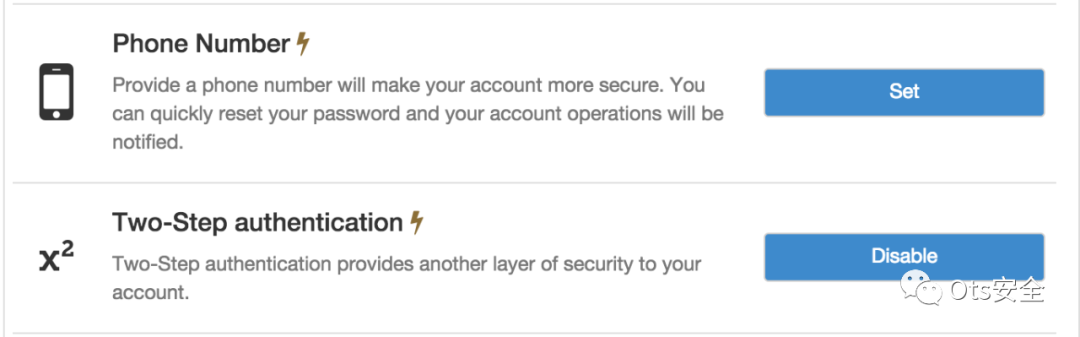 Phone Number
Provide a phone number will make your account more secure. You
can quickly reset your password and your account operations will be
notified.
Set
Two-Step authentication
x²
Two-Step authentication provides another layer of security to your
account.
Disable
Ots安全